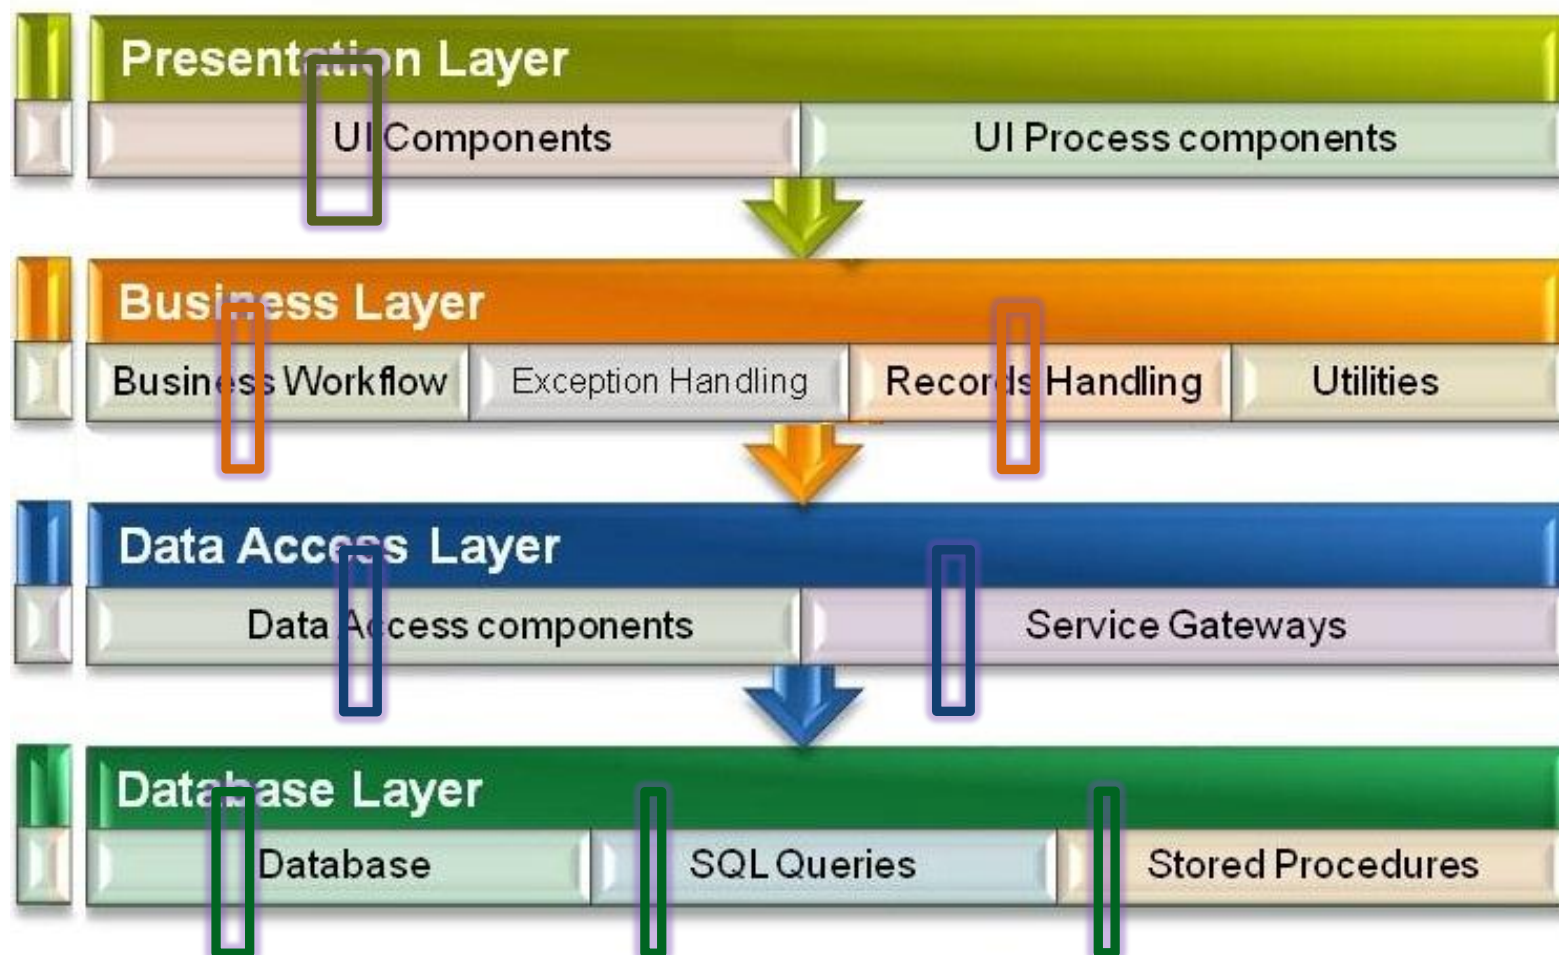 Presentation Layer
UI Components UI Process components
Business Layer
Business Workflow Exception Handling Records Handling Utilities
Data Access Layer
Data Access components Service Gateways
Database Layer
Database SQL Queries Stored Procedures